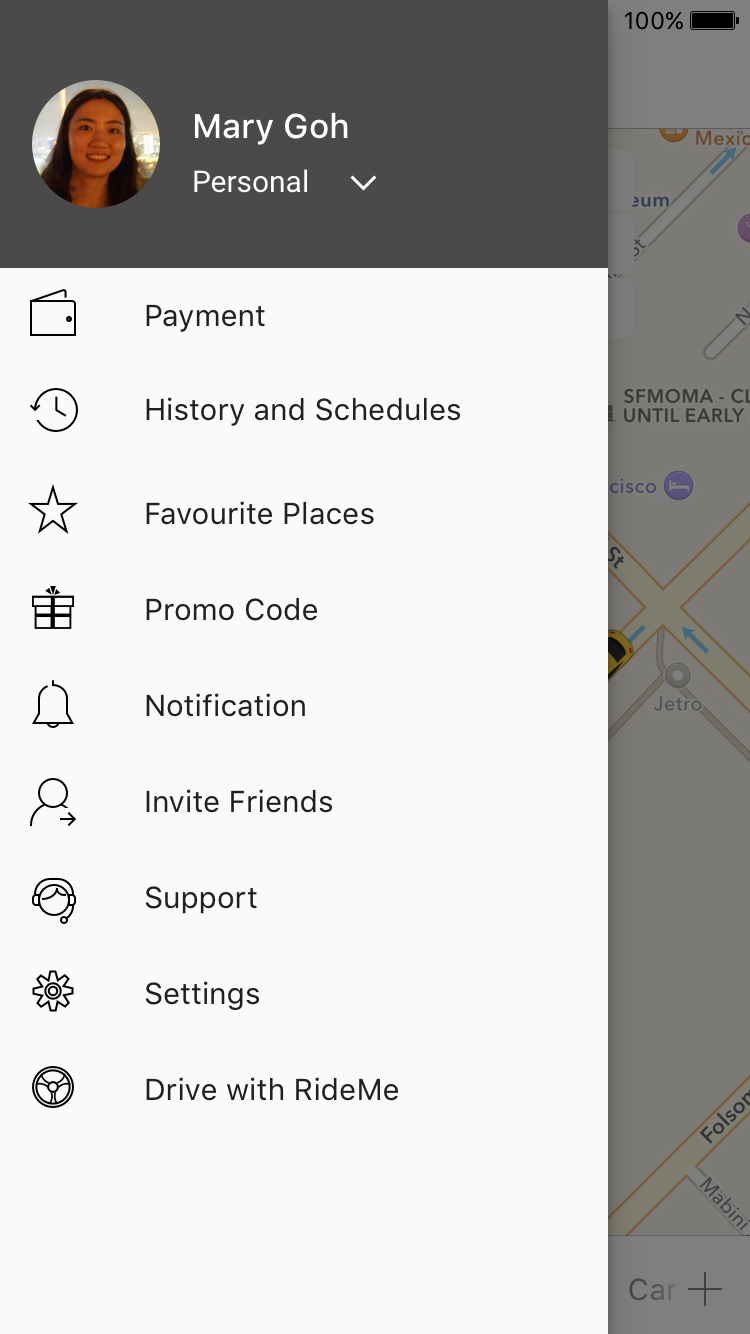 100%
Mary Goh
Personal
Payment
History and Schedules
Favourite Places
Promo Code
Notification
Invite Friends
Support
Settings
Drive with RideMe
Mexic
eum
St
N
SFMOMA - CL
UNTIL EARLY
cisco
St
Jetro
Folsom
Mabini
Car